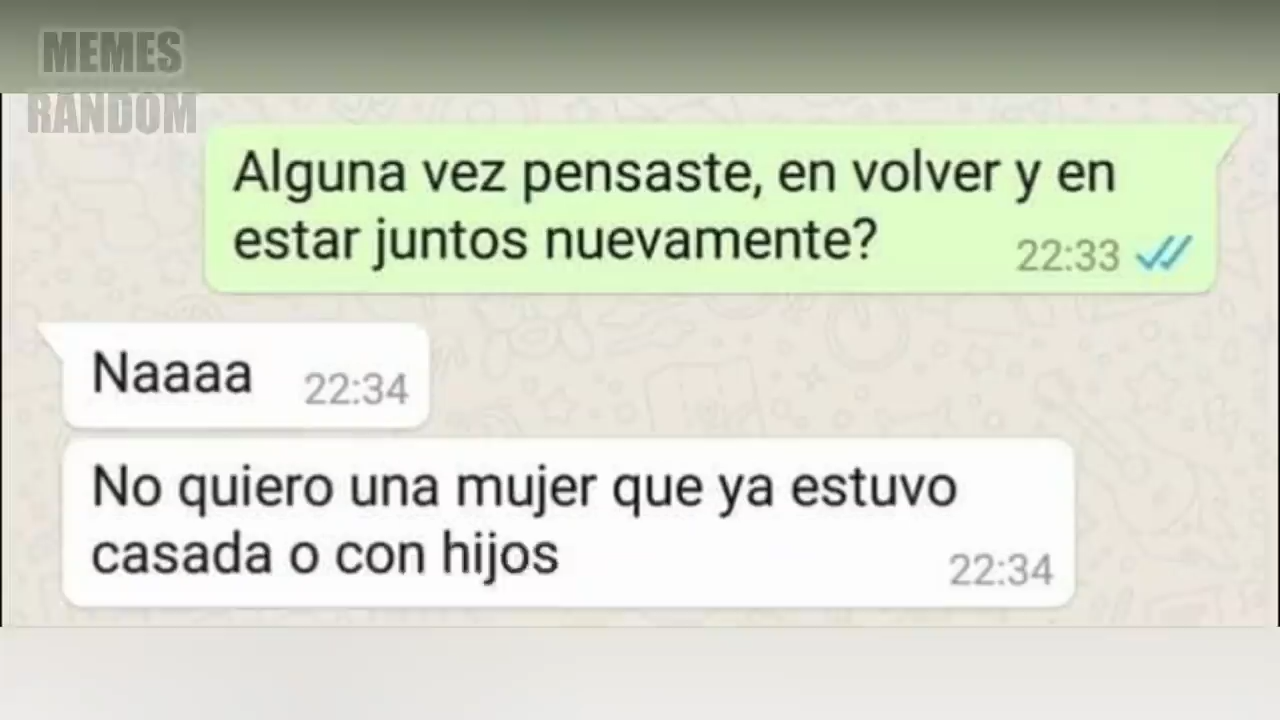 MEMES
RANDOM
Alguna vez pensaste, en volver y en
estar juntos nuevamente?
22:33
Naaaa
22:34
No quiero una mujer que ya estuvo
casada o con hijos
22:34